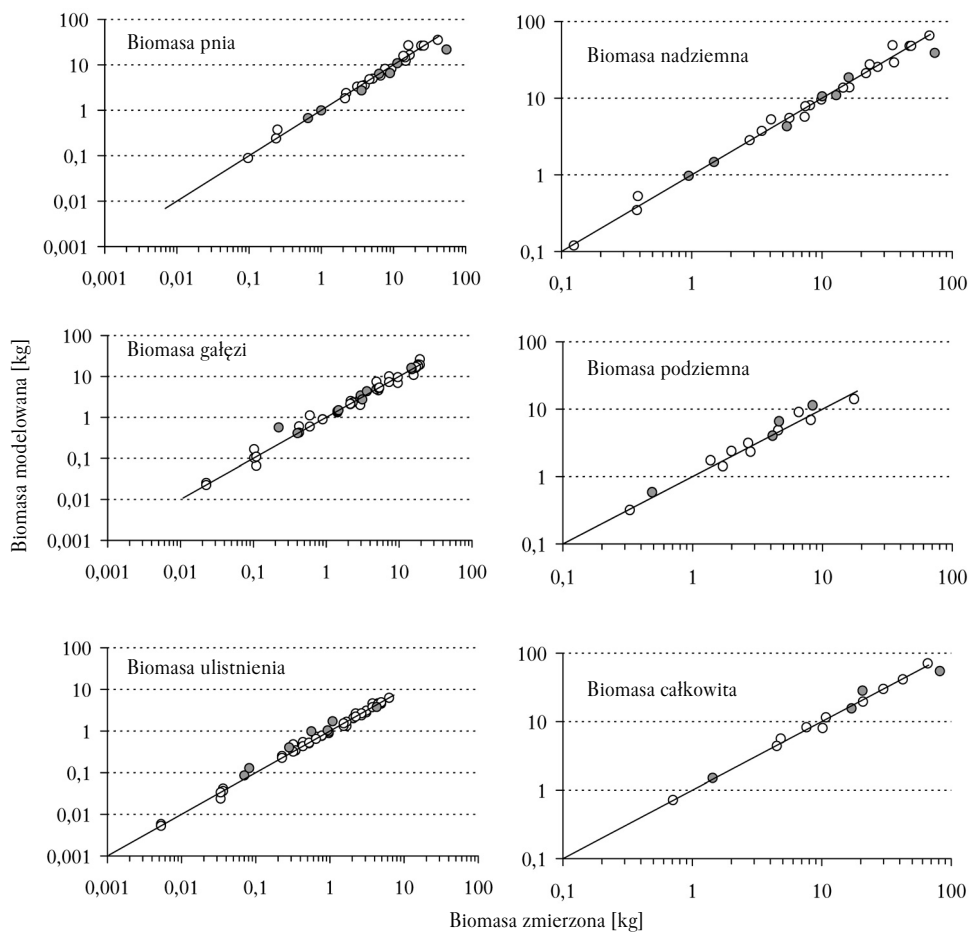 Biomasa pnia
100
10
1
0,1
0,01
0,001
0,001 0,01 0,1 1 10 100
Biomasa nadziemna
100
10
1
0,1
0,1 1 10 100
Biomasa gałęzi
100
10
1
0,1
0,01
0,001
0,001 0,01 0,1 1 10 100
Biomasa podziemna
100
10
1
0,1
0,1 1 10 100
Biomasa ulistnienia
100
10
1
0,1
0,01
0,001
0,001 0,01 0,1 1 10 100
Biomasa całkowita
100
10
1
0,1
0,1 1 10 100
Biomasa modelowana [kg]
Biomasa zmierzona [kg]